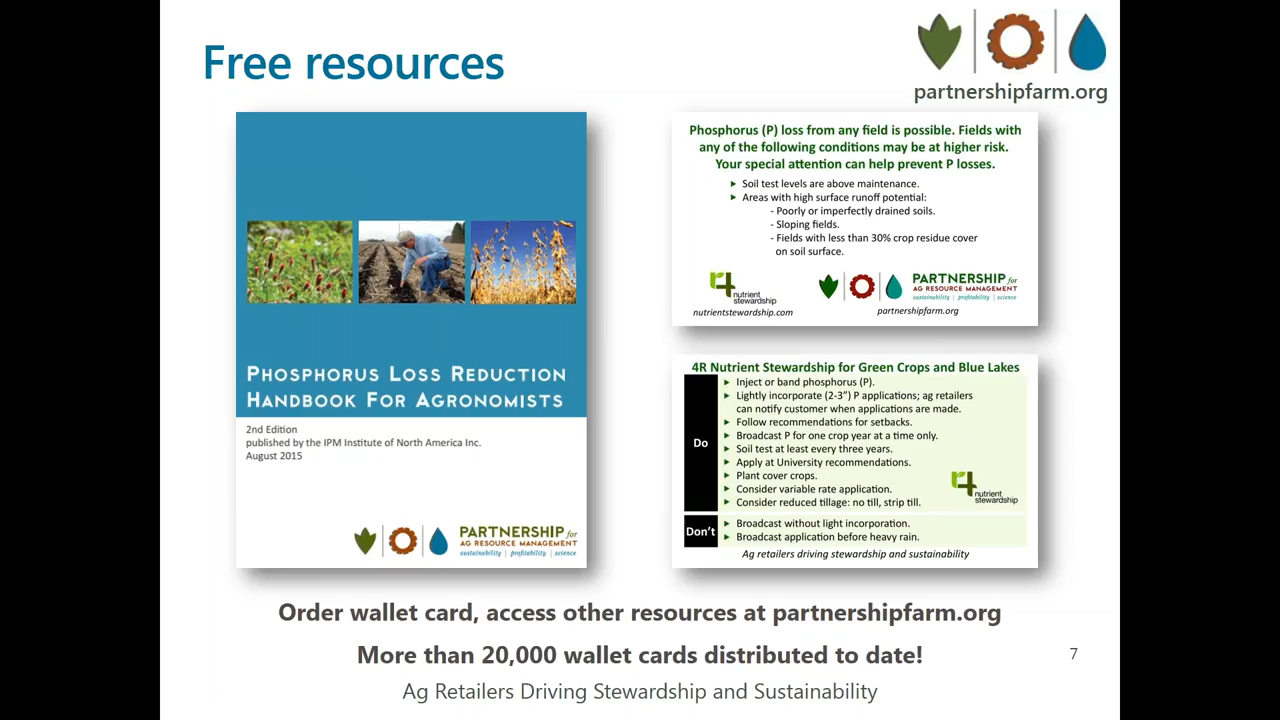 Free resources
partnershipfarm.org
PHOSPHORUS LOSS REDUCTION
HANDBOOK FOR AGRONOMISTS
2nd Edition
published by the IPM Institute of North America Inc.
August 2015
PARTNERSHIP for
AG RESOURCE MANAGEMENT
sustainability | profitability | science
Phosphorus (P) loss from any field is possible. Fields with
any of the following conditions may be at higher risk.
Your special attention can help prevent P losses.
Soil test levels are above maintenance.
Areas with high surface runoff potential:
- Poorly or imperfectly drained soils.
- Sloping fields.
- Fields with less than 30% crop residue cover
on soil surface.
r4 nutrient
stewardship
nutrientstewardship.com
PARTNERSHIP for
AG RESOURCE MANAGEMENT
sustainability | profitability | science
partnershipfarm.org
4R Nutrient Stewardship for Green Crops and Blue Lakes
Do
Inject or band phosphorus (P).
Lightly incorporate (2-3”) P applications; ag retailers
can notify customer when applications are made.
Follow recommendations for setbacks.
Broadcast P for one crop year at a time only.
Soil test at least every three years.
Apply at University recommendations.
Plant cover crops.
Consider variable rate application.
Consider reduced tillage: no till, strip till.
r4 nutrient
stewardship
Don’t
Broadcast without light incorporation.
Broadcast application before heavy rain.
Ag retailers driving stewardship and sustainability
Order wallet card, access other resources at partnershipfarm.org
More than 20,000 wallet cards distributed to date!
7
Ag Retailers Driving Stewardship and Sustainability